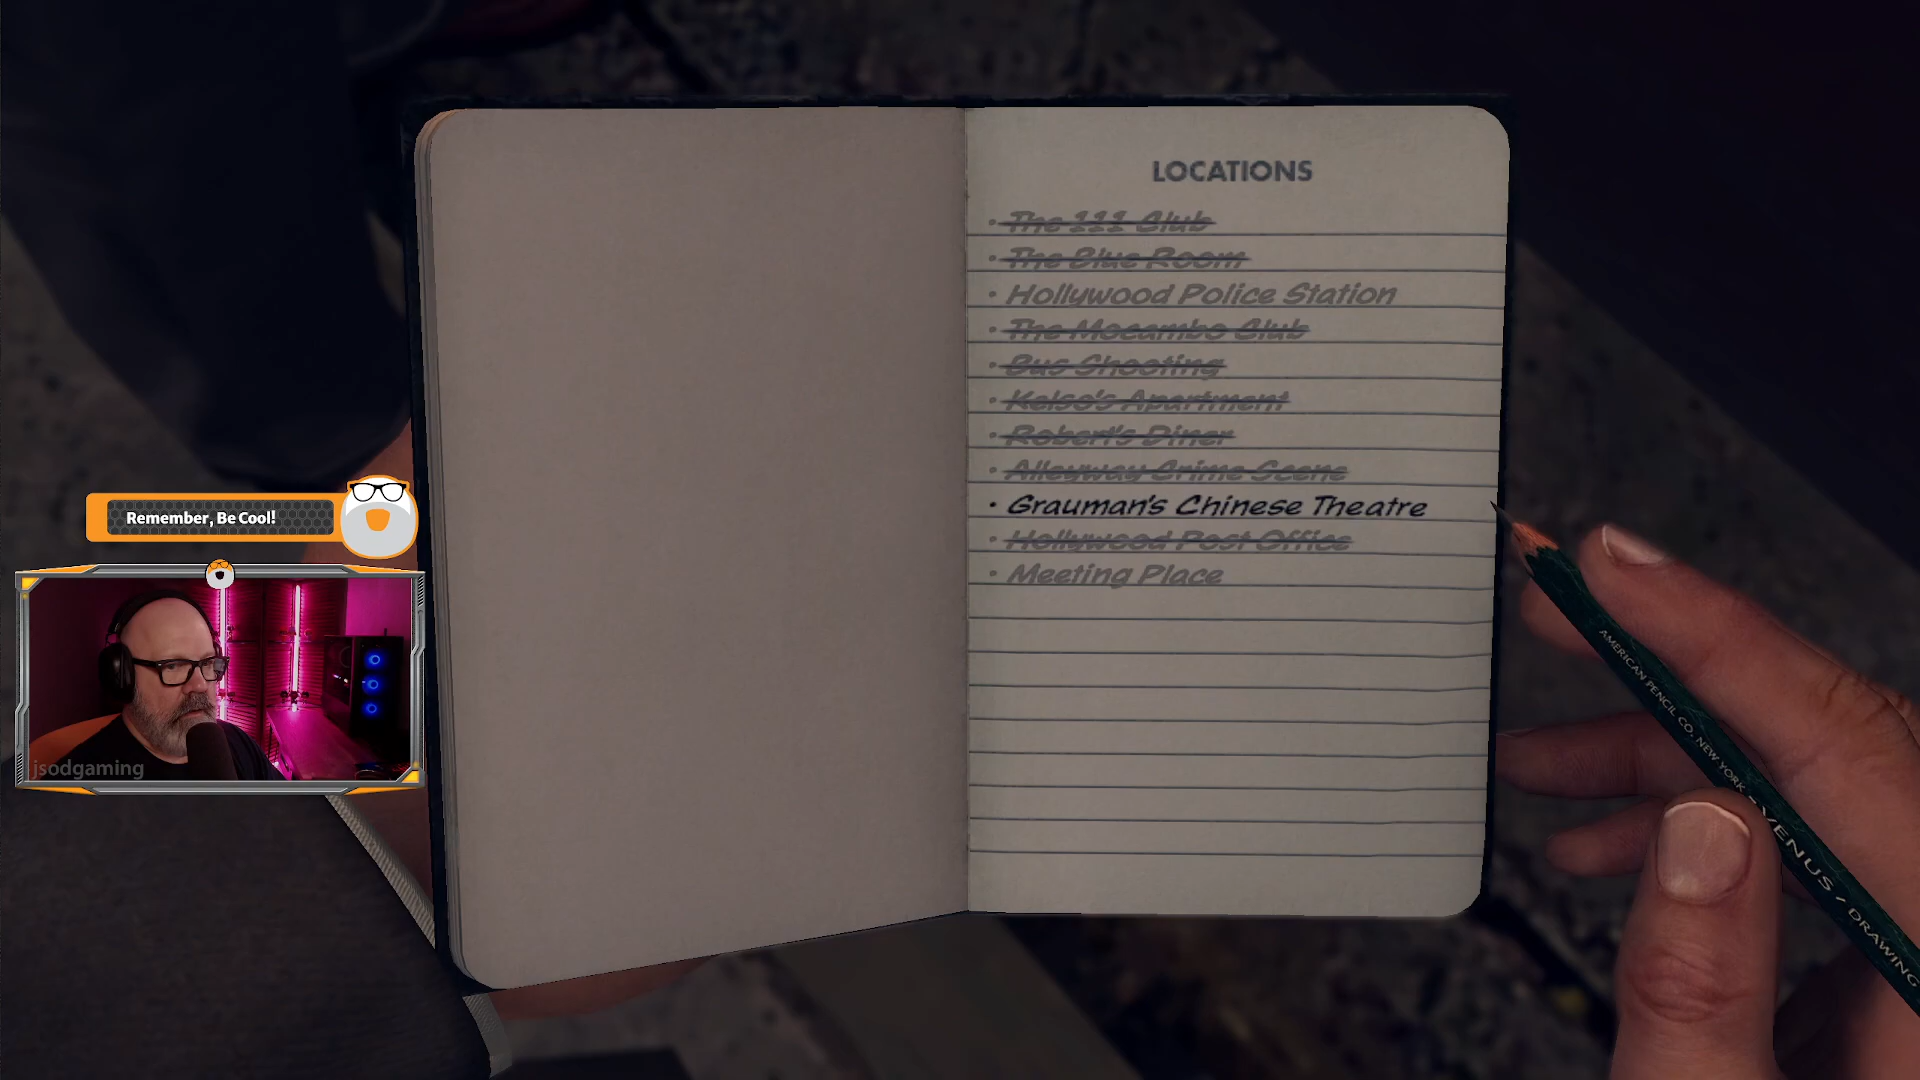 LOCATIONS
• The 111 Club
• The Blue Room
• Hollywood Police Station
• The Mocambo Club
• Bus Shooting
• Kelso's Apartment
• Robert's Diner
• Alleyway Crime Scene
• Grauman's Chinese Theatre
• Hollywood Post Office
• Meeting Place
Remember, Be Cool!
jsodgaming
AMERICAN PENCIL CO. NEW YORK VENUS / DRAWING